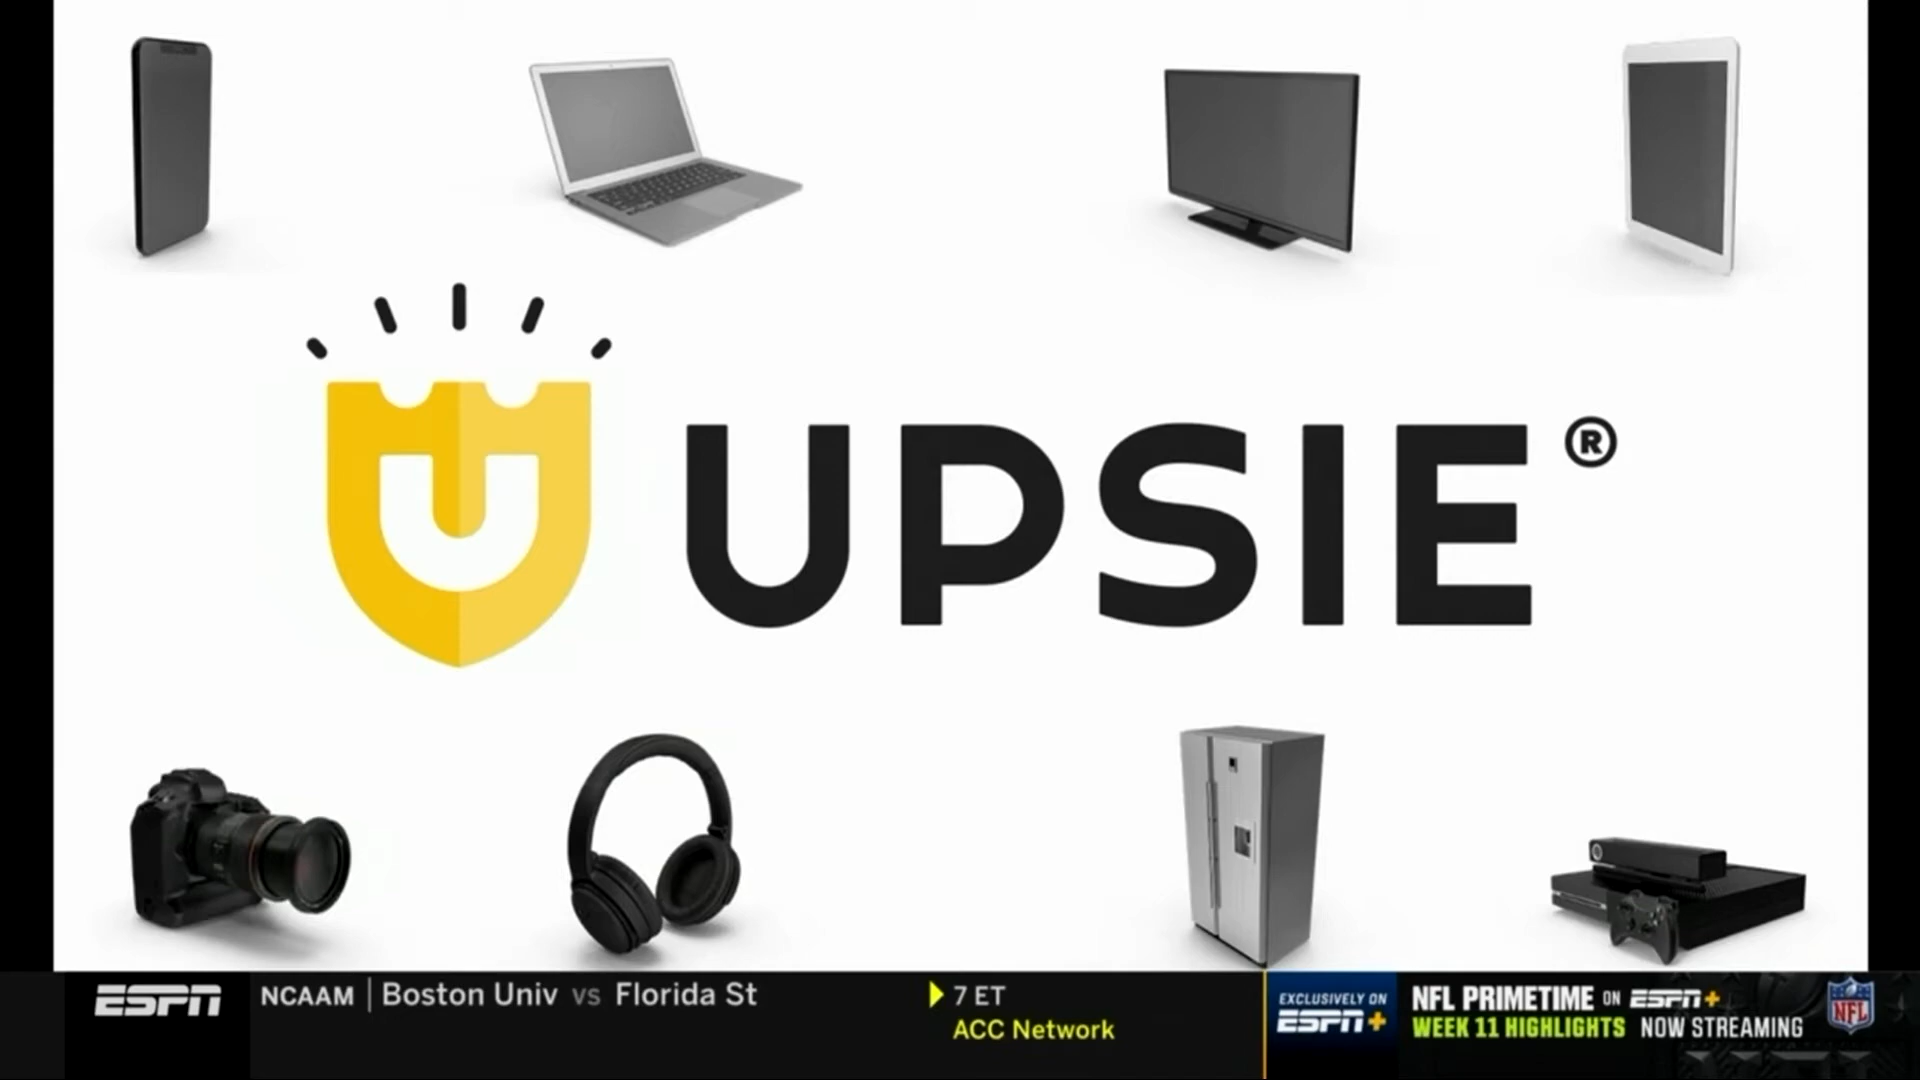 UPSIE®
ESPN
NCAAM | Boston Univ vs Florida St
7 ET
ACC Network
EXCLUSIVELY ON
ESPN+
NFL PRIMETIME ON ESPN+
WEEK 11 HIGHLIGHTS NOW STREAMING
NFL